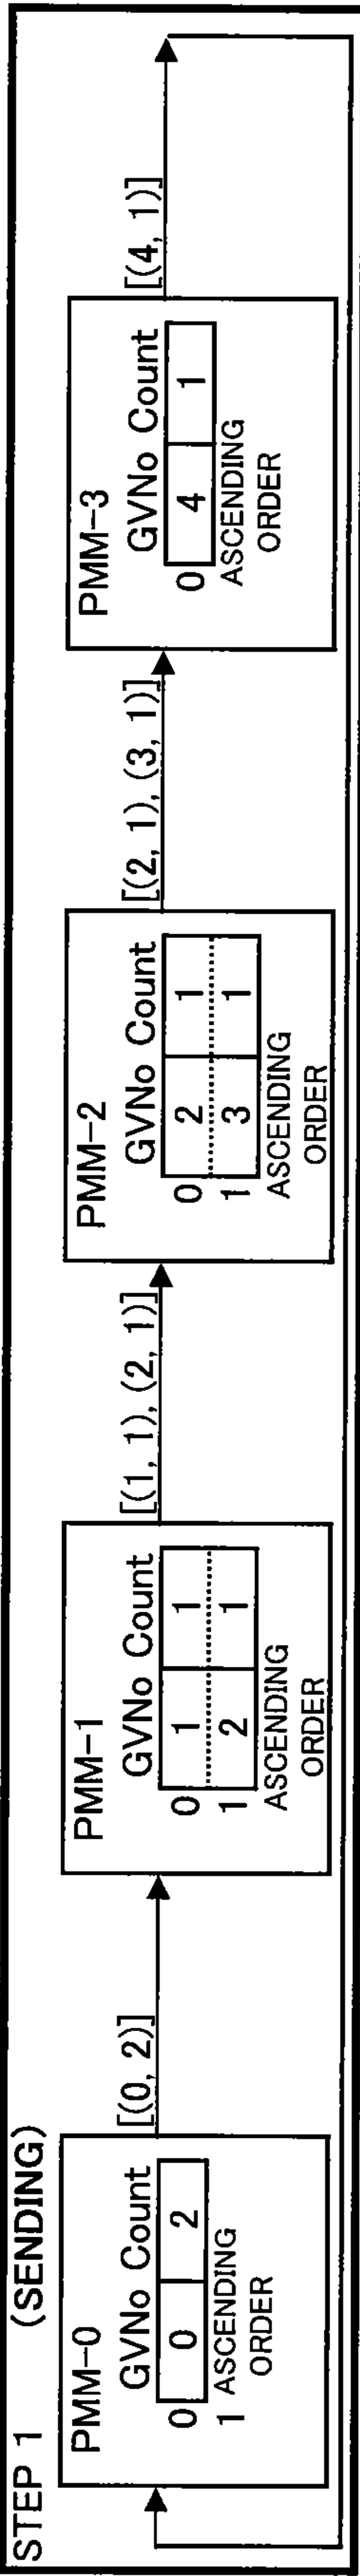 STEP 1 (SENDING)
PMM-0
GVNo Count
0 0 2
1
ASCENDING
ORDER
[(0, 2)]
PMM-1
GVNo Count
0 1 1
1 2 1
ASCENDING
ORDER
[(1, 1), (2, 1)]
PMM-2
GVNo Count
0 2 1
1 3 1
ASCENDING
ORDER
[(2, 1), (3, 1)]
PMM-3
GVNo Count
0 4 1
ASCENDING
ORDER
[(4, 1)]